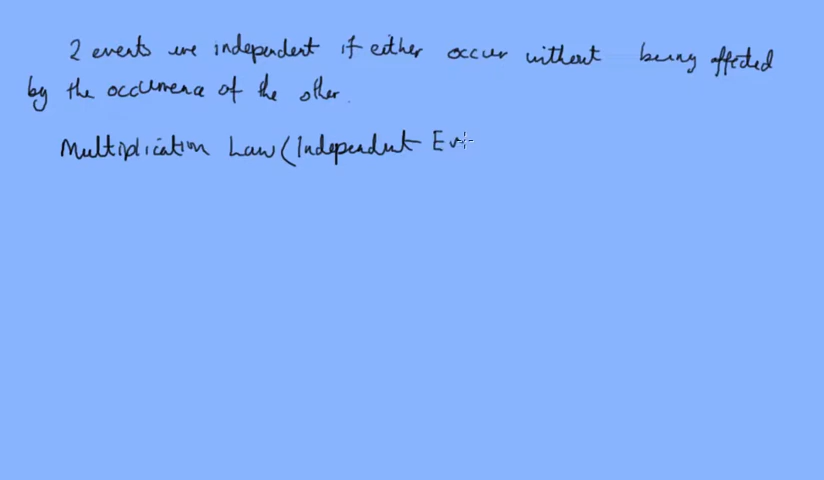 2 events are independent if either occur without being affected
by the occurrence of the other.
Multiplication Law (Independent Ev